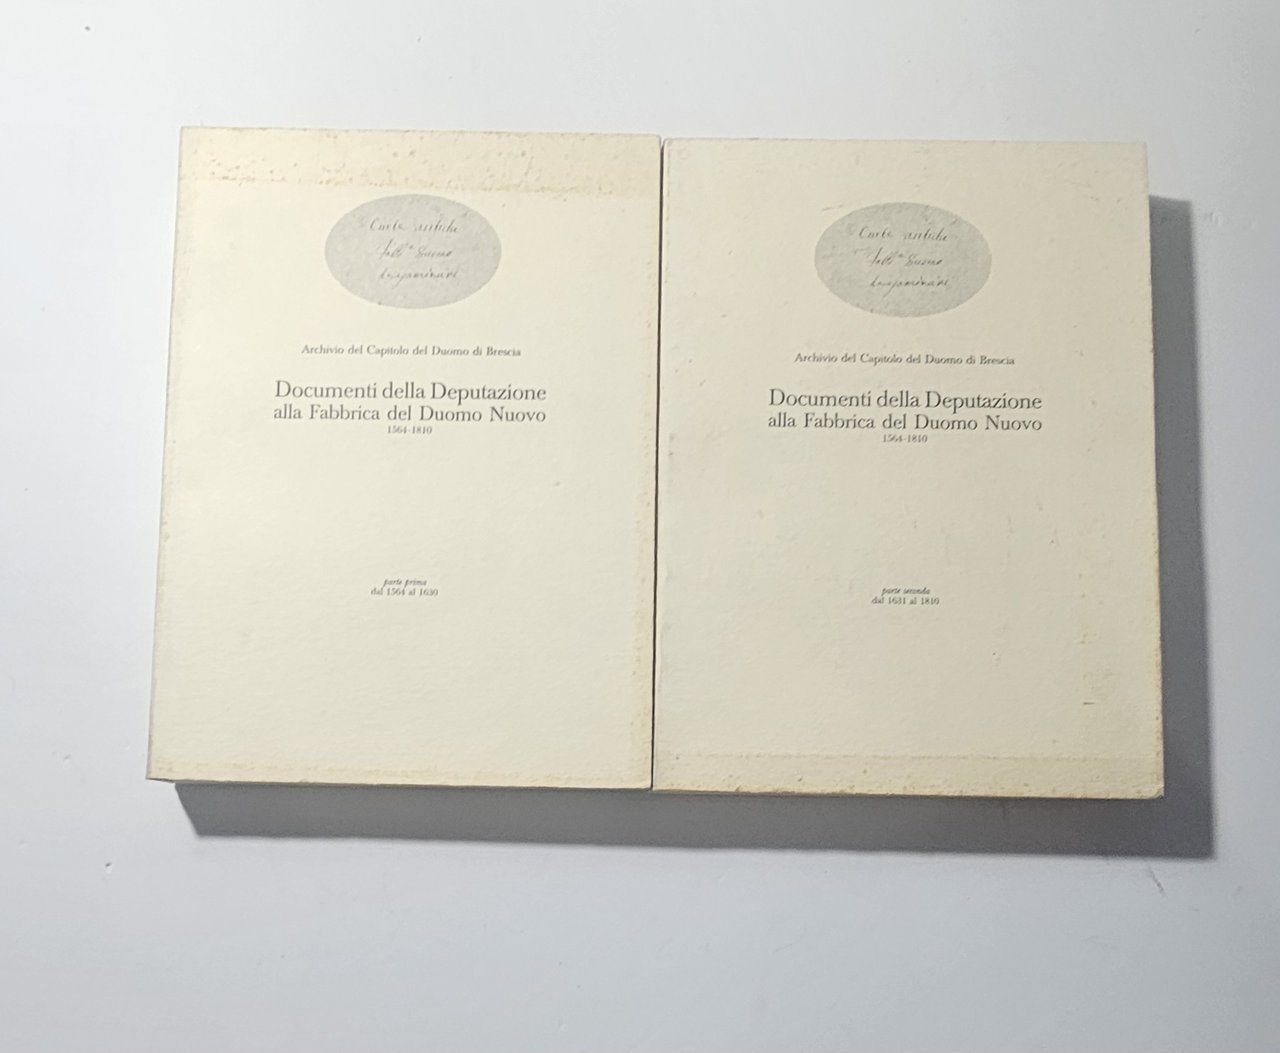 Carte antiche
Duomo
Archivio del Capitolo del Duomo di Brescia
Documenti della Deputazione
alla Fabbrica del Duomo Nuovo
1564-1810
parte prima
dal 1564 al 1630
Carte antiche
Duomo
Archivio del Capitolo del Duomo di Brescia
Documenti della Deputazione
alla Fabbrica del Duomo Nuovo
1564-1810
parte seconda
dal 1631 al 1810